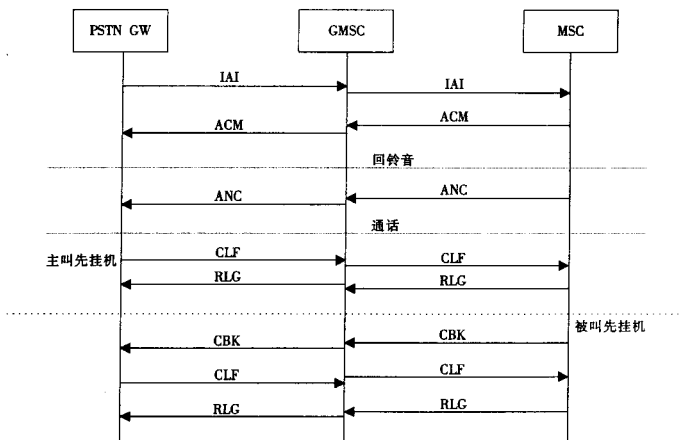 PSTN GW
GMSC
MSC
IAI
IAI
ACM
ACM
回铃音
ANC
ANC
通话
主叫先挂机
CLF
CLF
RLG
RLG
被叫先挂机
CBK
CBK
CLF
CLF
RLG
RLG